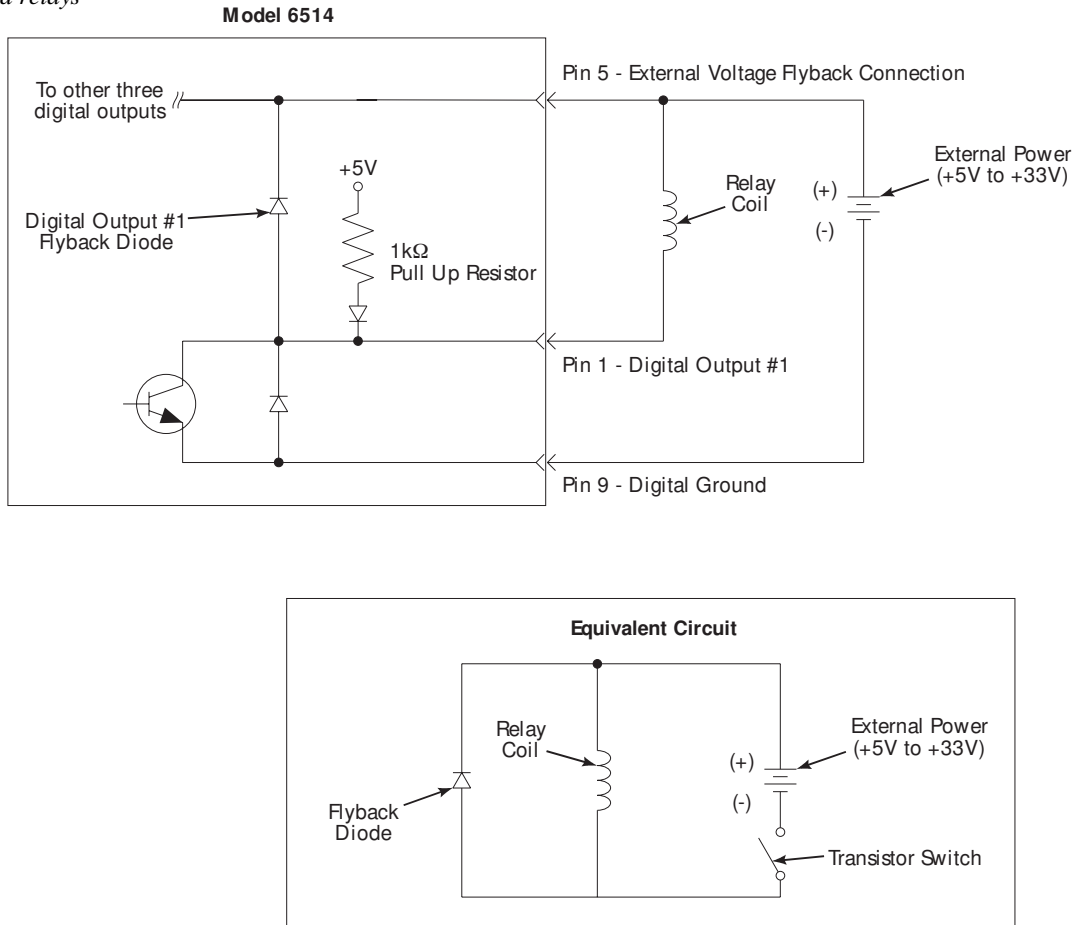 relays
Model 6514
Pin 5 - External Voltage Flyback Connection
To other three
digital outputs
+5V
External Power
(+5V to +33V)
Relay
Coil
(+)
(-)
Digital Output #1
Flyback Diode
1kΩ
Pull Up Resistor
Pin 1 - Digital Output #1
Pin 9 - Digital Ground
Equivalent Circuit
Relay
Coil
External Power
(+5V to +33V)
(+)
(-)
Flyback
Diode
Transistor Switch